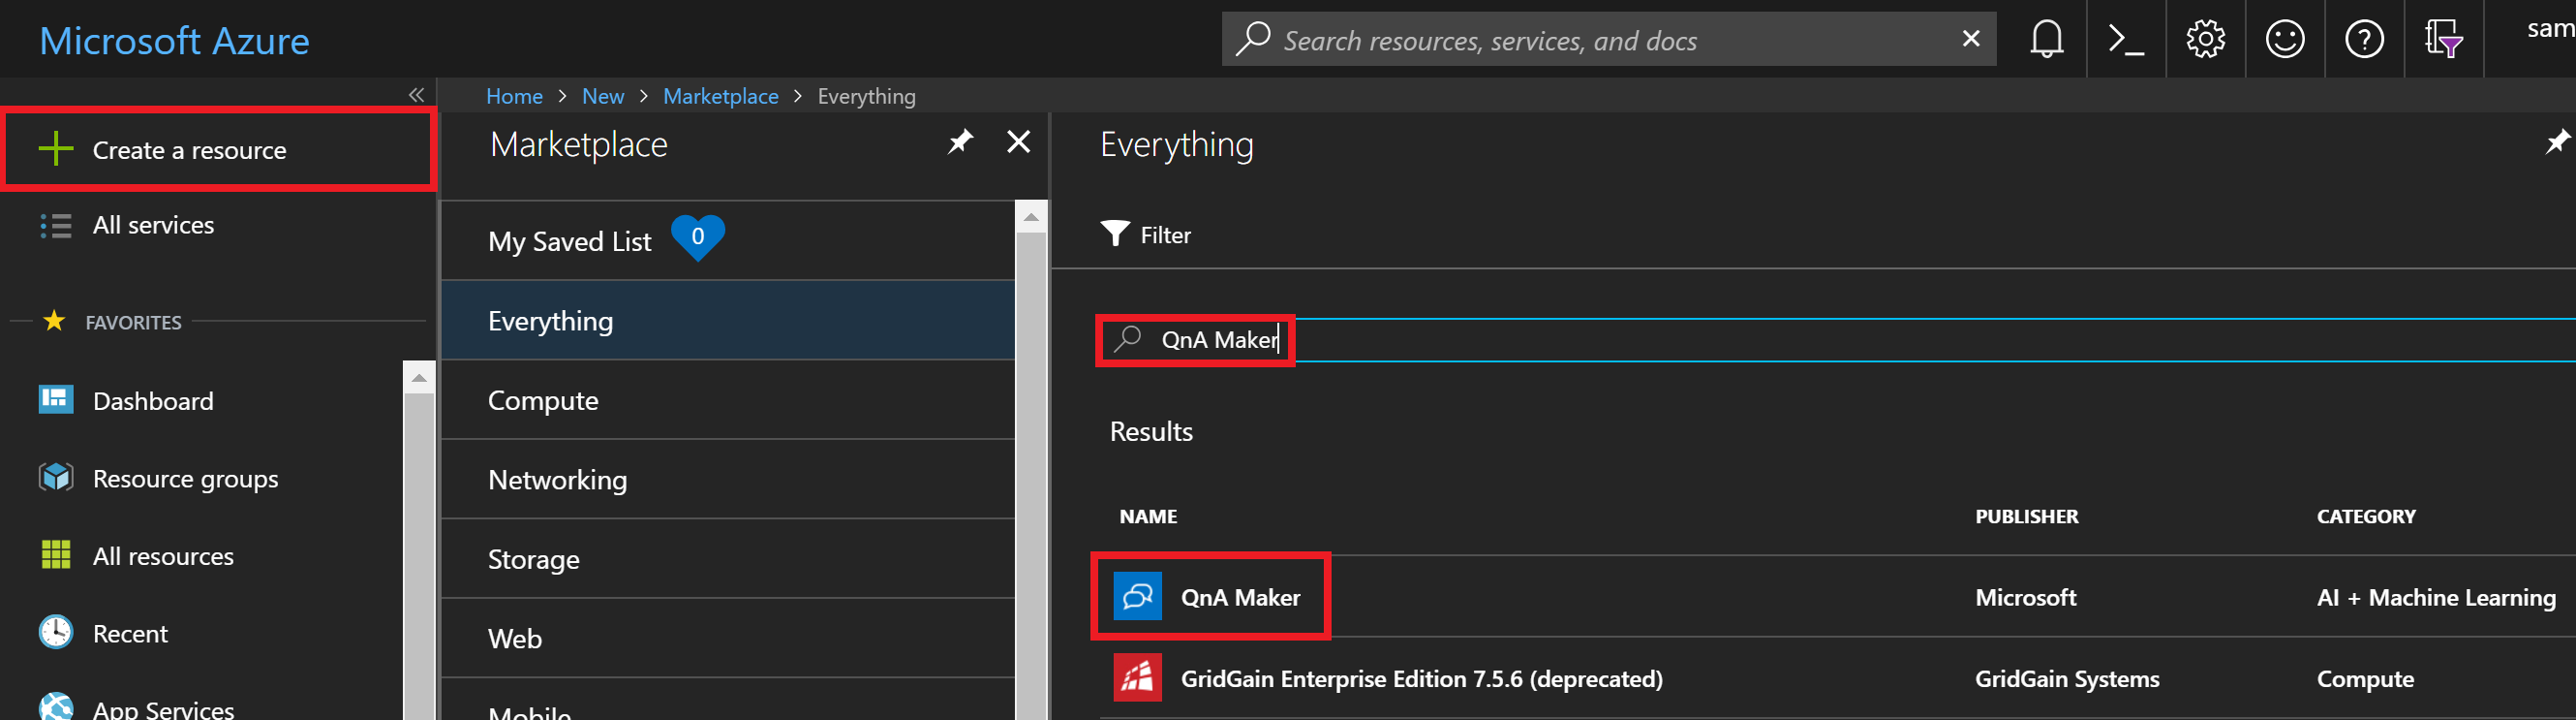 Microsoft Azure
Search resources, services, and docs
sam
Home > New > Marketplace > Everything
Create a resource
All services
FAVORITES
Dashboard
Resource groups
All resources
Recent
App Services
Marketplace
My Saved List 0
Everything
Compute
Networking
Storage
Web
Mobile
Everything
Filter
QnA Maker
Results
NAME PUBLISHER CATEGORY
QnA Maker Microsoft AI + Machine Learning
GridGain Enterprise Edition 7.5.6 (deprecated) GridGain Systems Compute